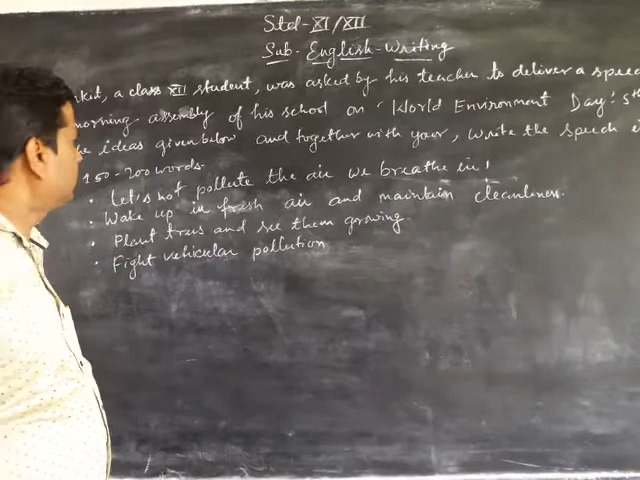 Std-XI/XII
Sub- English-Writing
a class XII student, was asked by his teacher to deliver a
morning assembly of his school on 'World Environment Day' 5th
ideas given below and together with your, write the speech
150-200 words-
• Let's not pollute the air we breathe in!
• Wake up in fresh air and maintain cleanliness.
• Plant trees and see them growing.
• Fight vehicular pollution